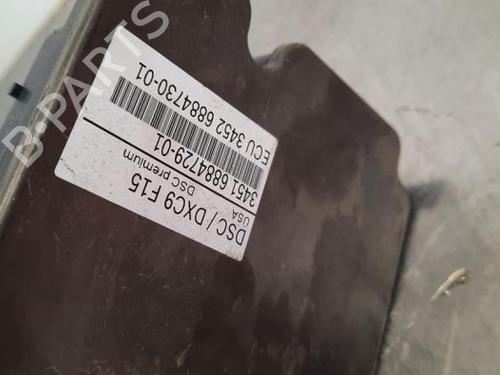 DSC / DXC9 F15
USA
DSC premium
3451 6884729-01
ECU 3452 6884730-01
B-PARTS